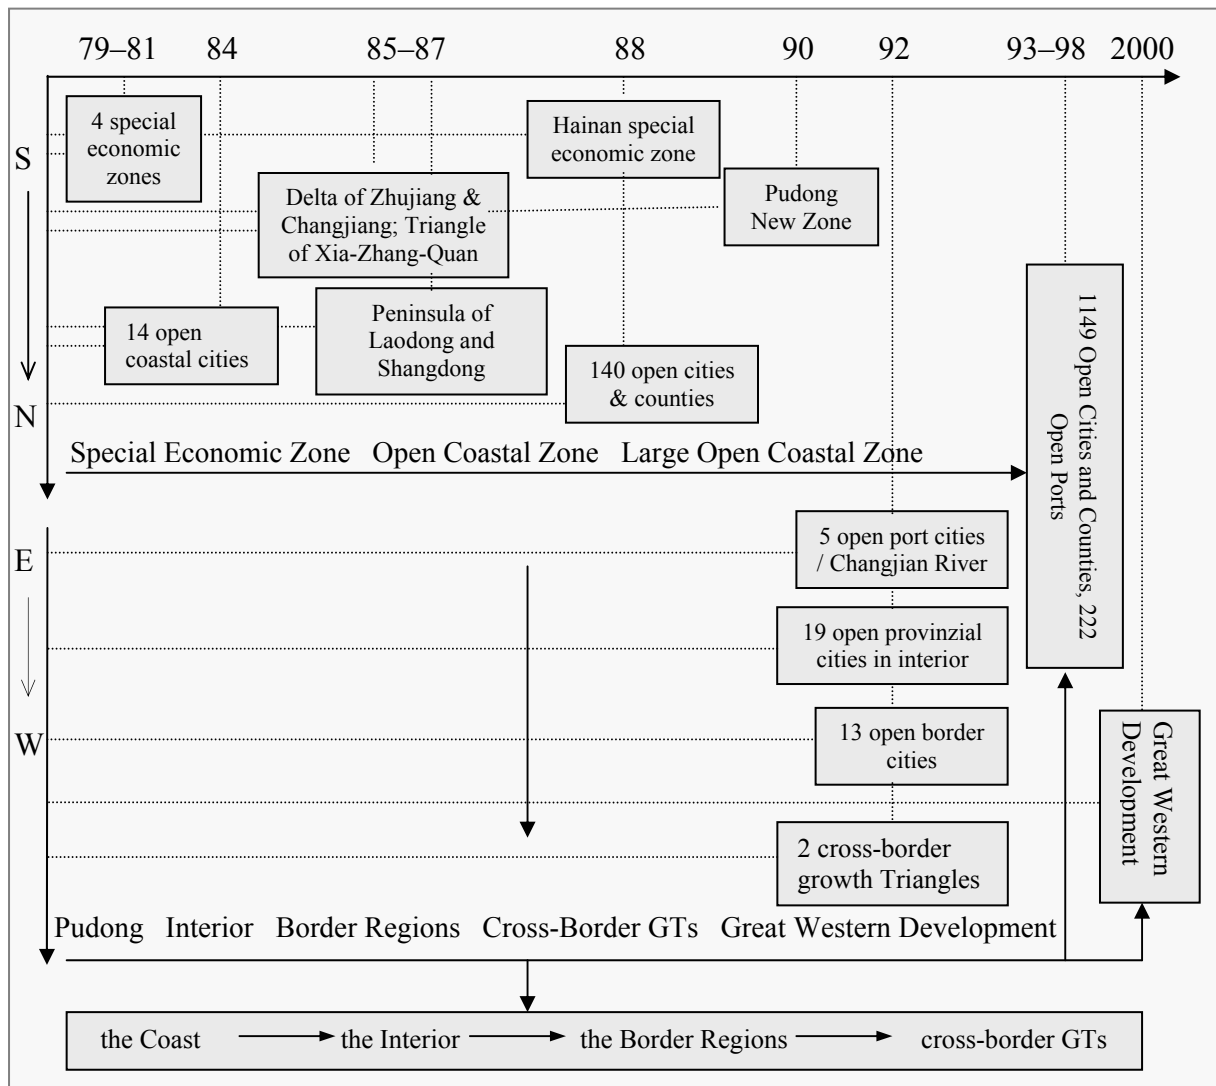 79–81 84 85–87 88 90 92 93–98 2000
S
4 special
economic
zones
Hainan special
economic zone
Delta of Zhujiang &
Changjiang; Triangle
of Xia-Zhang-Quan
Pudong
New Zone
14 open
coastal cities
Peninsula of
Laodong and
Shangdong
140 open cities
& counties
N
1149 Open Cities and Counties, 222
Open Ports
Special Economic Zone Open Coastal Zone Large Open Coastal Zone
E
5 open port cities
/ Changjian River
19 open provinzial
cities in interior
W
13 open border
cities
Great Western
Development
2 cross-border
growth Triangles
Pudong Interior Border Regions Cross-Border GTs Great Western Development
the Coast the Interior the Border Regions cross-border GTs